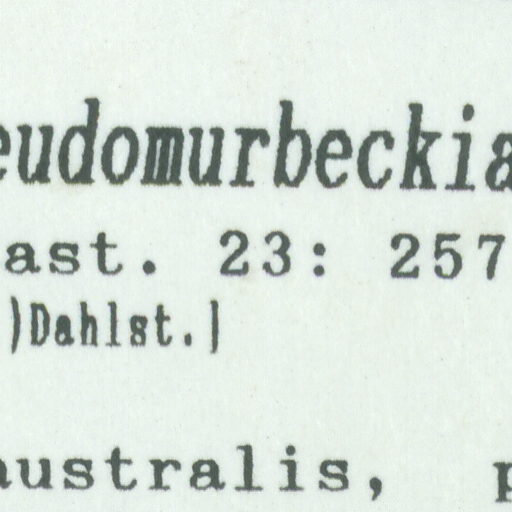 eudomurbeckia
ast. 23: 257
)Dahlst.]
australis, p